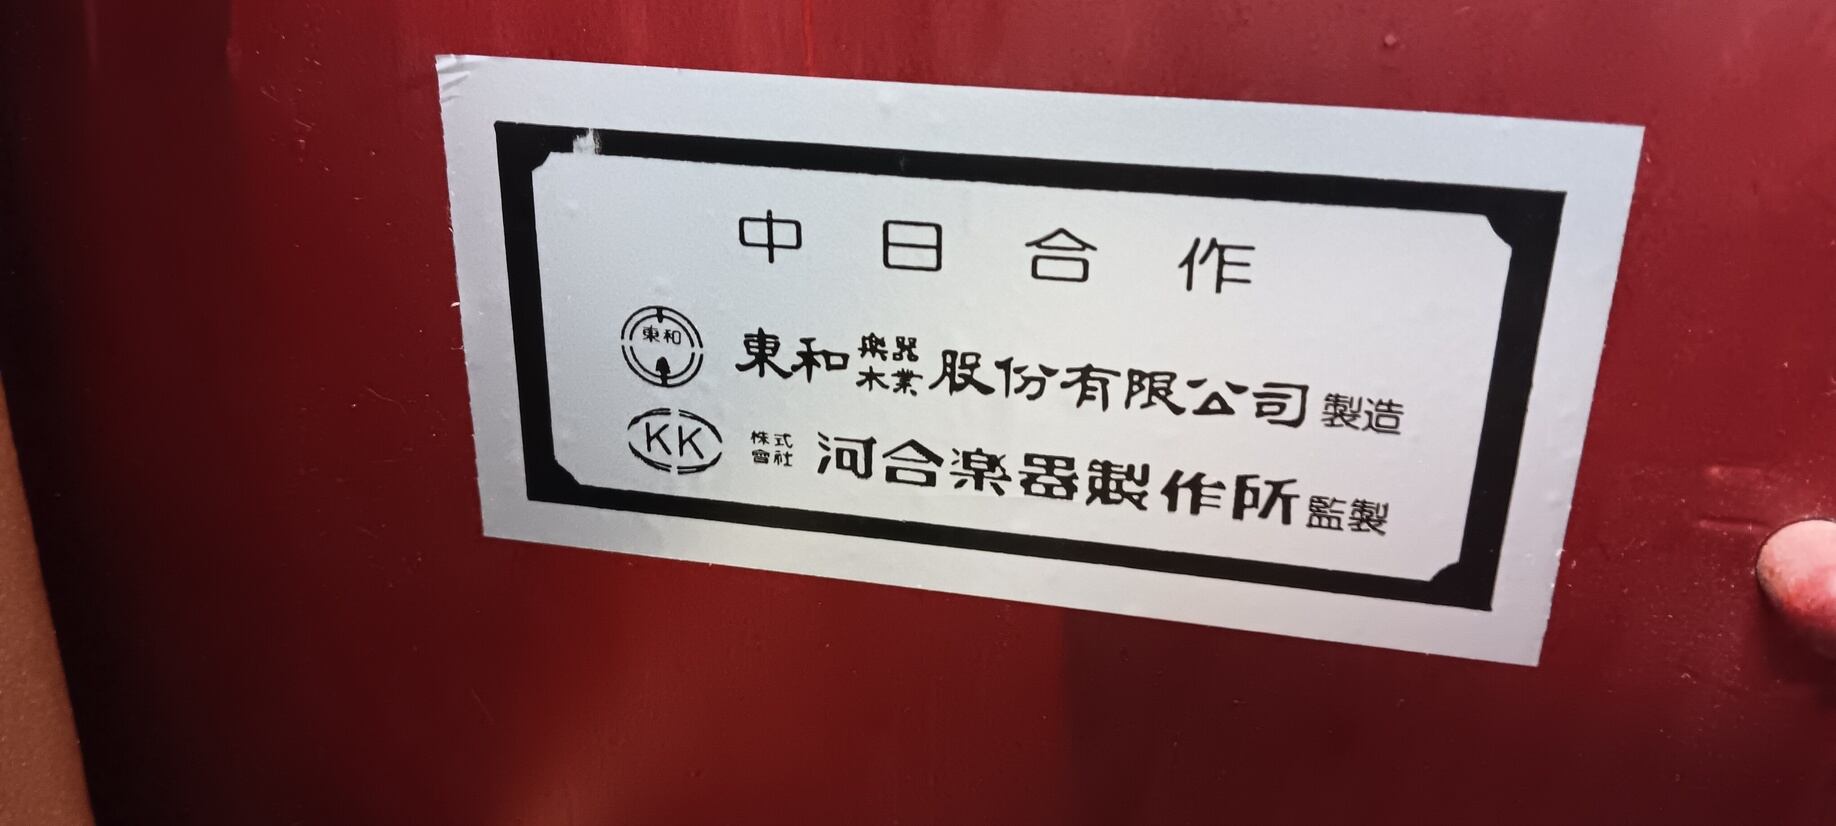 中日合作
東和
東和楽器木業股份有限公司製造
KK
株式會社河合楽器製作所監製